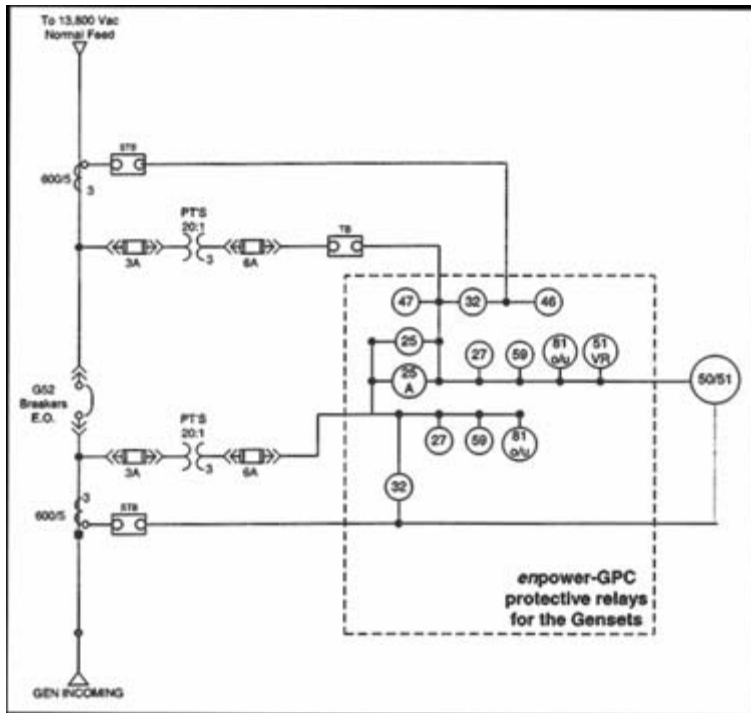 To 13,800 Vac
Normal Feed
STB
600/5
3
PT'S
20:1
TB
3A
3
6A
47
32
46
25
27
59
81
o/u
51
VR
25
A
50/51
G52
Breakers
E.O.
PT'S
20:1
3A
3
6A
27
59
81
o/u
32
3
600/5
STB
enpower-GPC
protective relays
for the Gensets
GEN INCOMING